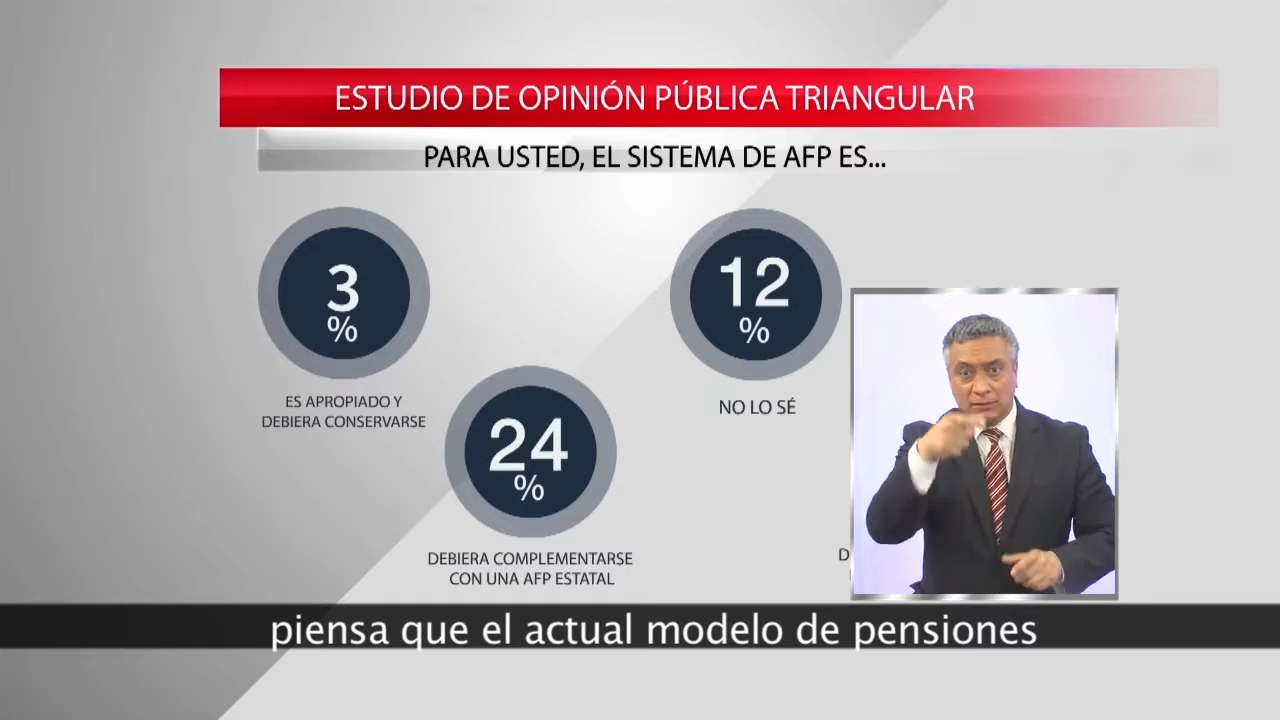 ESTUDIO DE OPINIÓN PÚBLICA TRIANGULAR
PARA USTED, EL SISTEMA DE AFP ES...
3
%
ES APROPIADO Y
DEBIERA CONSERVARSE
24
%
DEBIERA COMPLEMENTARSE
CON UNA AFP ESTATAL
12
%
NO LO SÉ
D
piensa que el actual modelo de pensiones